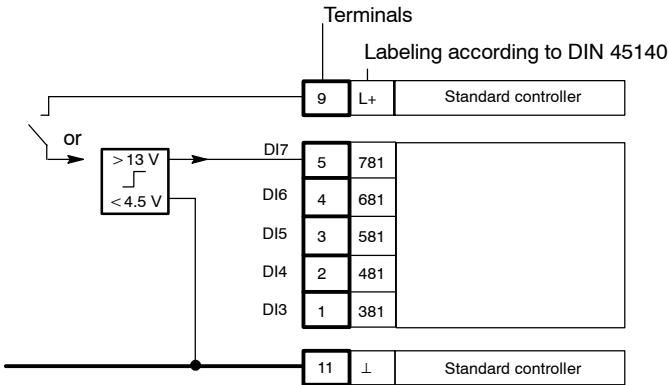 Terminals
Labeling according to DIN 45140
9 L+ Standard controller
or
> 13 V
< 4.5 V
DI7 5 781
DI6 4 681
DI5 3 581
DI4 2 481
DI3 1 381
11 ⊥ Standard controller